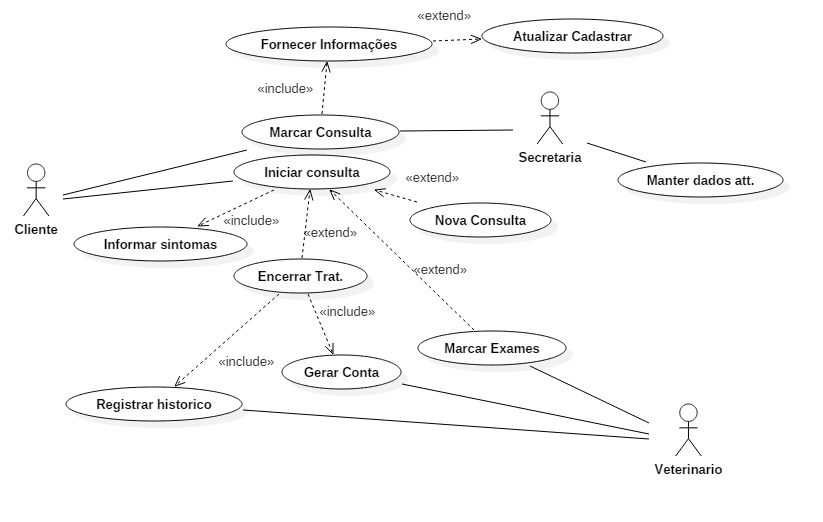 «extend»
Fornecer Informações
Atualizar Cadastrar
«include»
Marcar Consulta
Secretaria
Iniciar consulta
«extend»
Manter dados att.
Cliente
«include»
Nova Consulta
«extend»
Informar sintomas
Encerrar Trat.
«extend»
«include»
Marcar Exames
«include»
Gerar Conta
Registrar historico
Veterinario